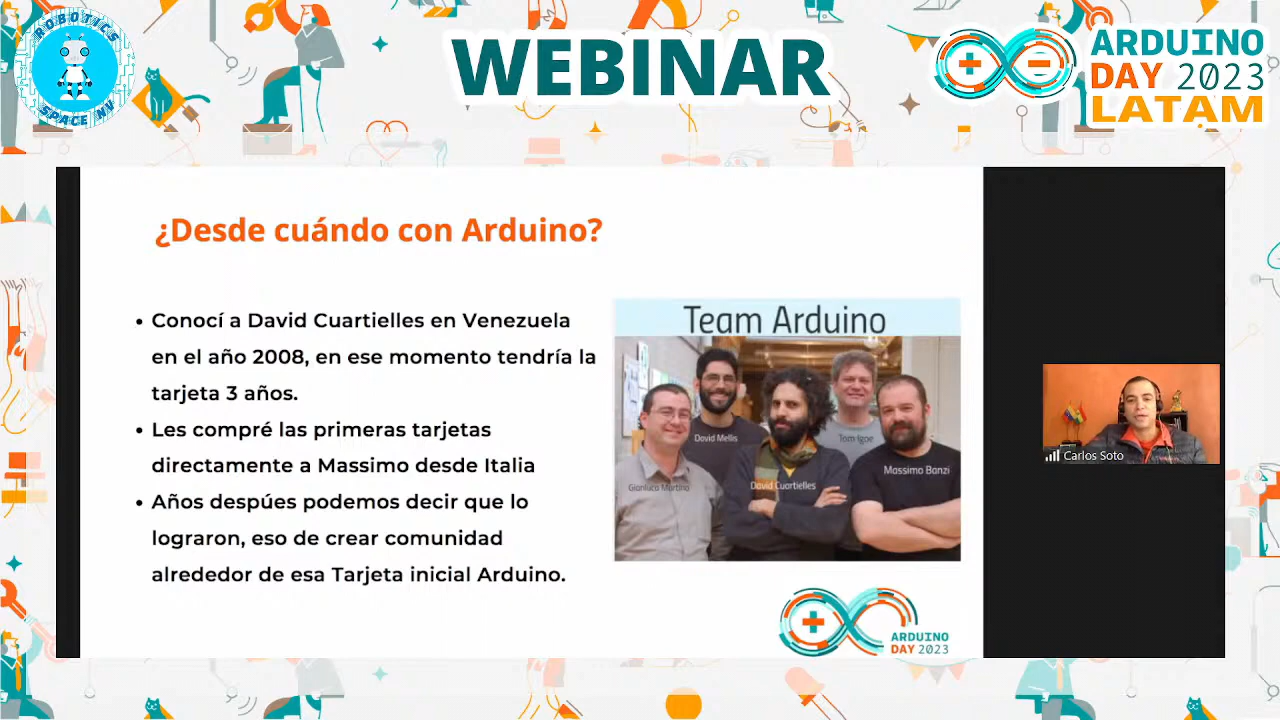 ROBOTICS
SPACE NV
WEBINAR
ARDUINO
DAY 2023
LATAM
¿Desde cuándo con Arduino?
• Conocí a David Cuartielles en Venezuela
en el año 2008, en ese momento tendría la
tarjeta 3 años.
• Les compré las primeras tarjetas
directamente a Massimo desde Italia
• Años despúes podemos decir que lo
lograron, eso de crear comunidad
alrededor de esa Tarjeta inicial Arduino.
Team Arduino
David Mellis
Tom Igoe
Massimo Banzi
Gianluca Martino
David Cuartielles
Carlos Soto
ARDUINO
DAY 2023